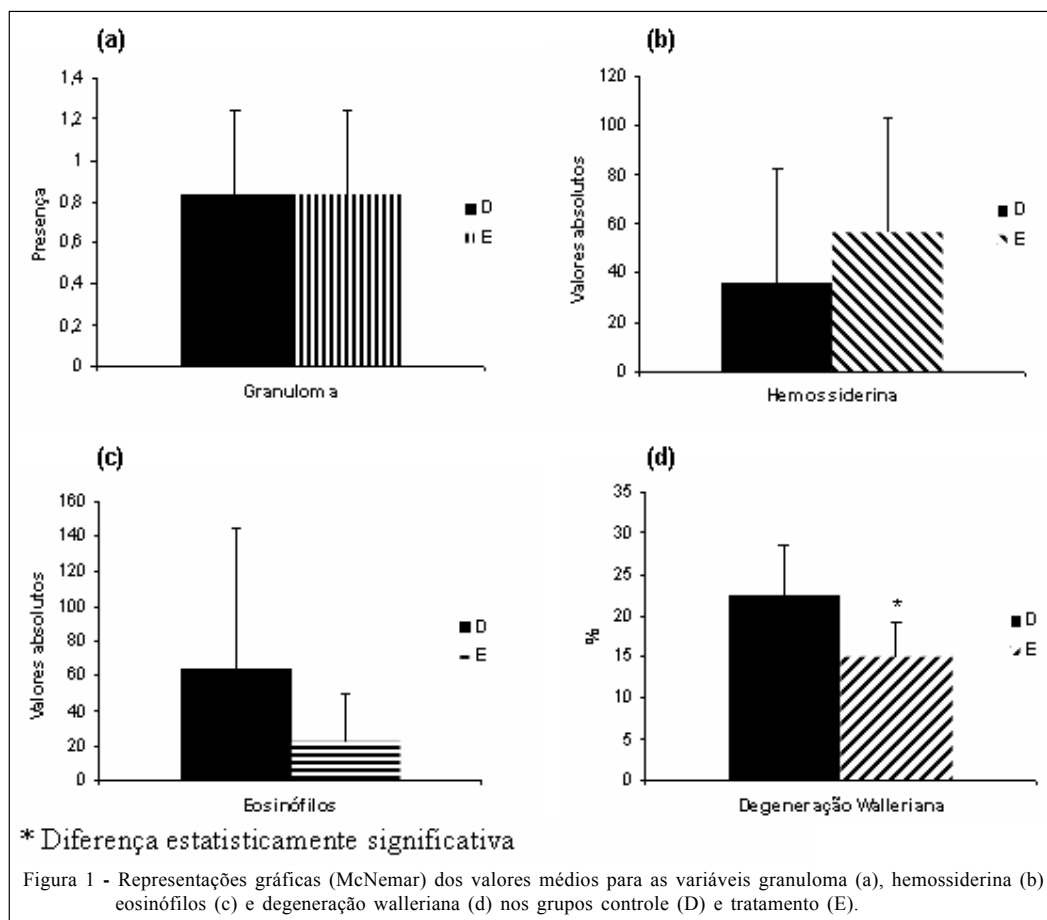 (a)
1,4
1,2
1
0,8
0,6
0,4
0,2
0
Presença
Granuloma
D
E
(b)
120
100
80
60
40
20
0
Valores absolutos
Hemossiderina
D
E
(c)
160
140
120
100
80
60
40
20
0
Valores absolutos
Eosinófilos
D
E
(d)
35
30
25
20
15
10
5
0
%
*
Degeneração Walleriana
D
E
* Diferença estatisticamente significativa
Figura 1 - Representações gráficas (McNemar) dos valores médios para as variáveis granuloma (a), hemossiderina (b)
eosinófilos (c) e degeneração walleriana (d) nos grupos controle (D) e tratamento (E).